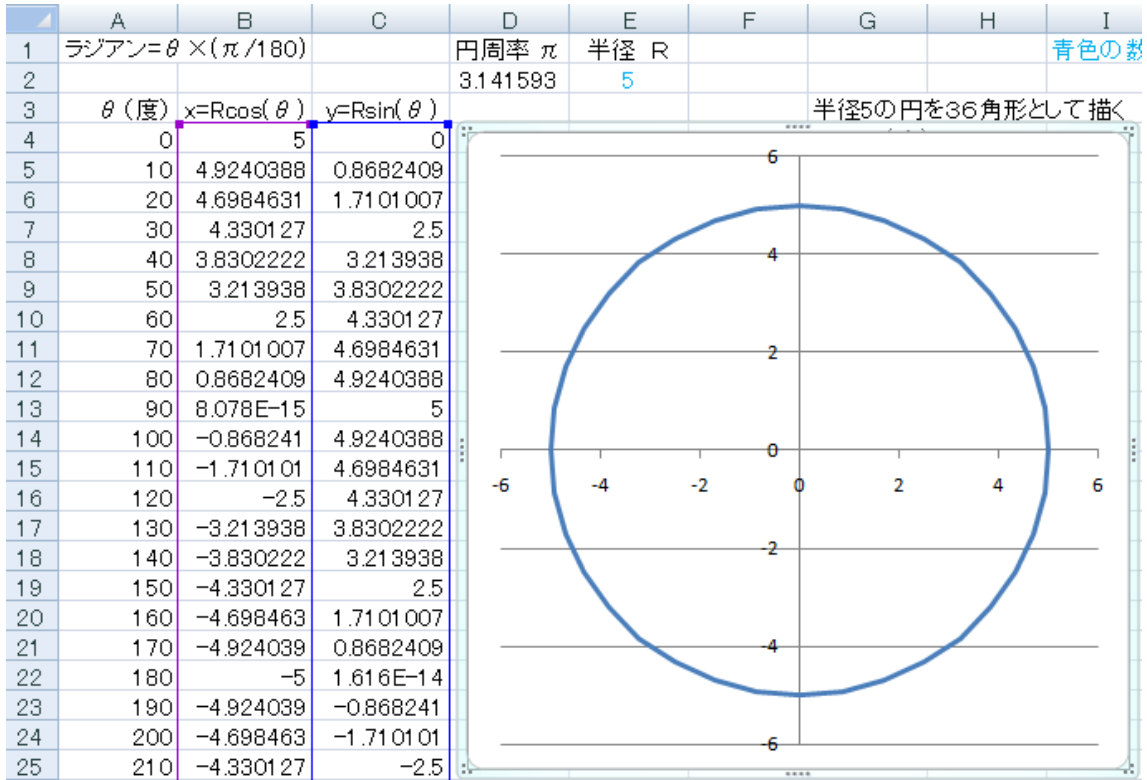 A B C D E F G H I
1 ラジアン=θ×(π/180) 円周率 π 半径 R 青色の数
2 3.141593 5
3 θ(度) x=Rcos(θ) y=Rsin(θ) 半径5の円を36角形として描く
4 0 5 0
5 10 4.9240388 0.8682409
6 20 4.6984631 1.7101007
7 30 4.330127 2.5
8 40 3.8302222 3.213938
9 50 3.213938 3.8302222
10 60 2.5 4.330127
11 70 1.7101007 4.6984631
12 80 0.8682409 4.9240388
13 90 8.078E-15 5
14 100 -0.868241 4.9240388
15 110 -1.710101 4.6984631
16 120 -2.5 4.330127
17 130 -3.213938 3.8302222
18 140 -3.830222 3.213938
19 150 -4.330127 2.5
20 160 -4.698463 1.7101007
21 170 -4.924039 0.8682409
22 180 -5 1.616E-14
23 190 -4.924039 -0.868241
24 200 -4.698463 -1.710101
25 210 -4.330127 -2.5
6
4
2
0
-6 -4 -2 0 2 4 6
-2
-4
-6